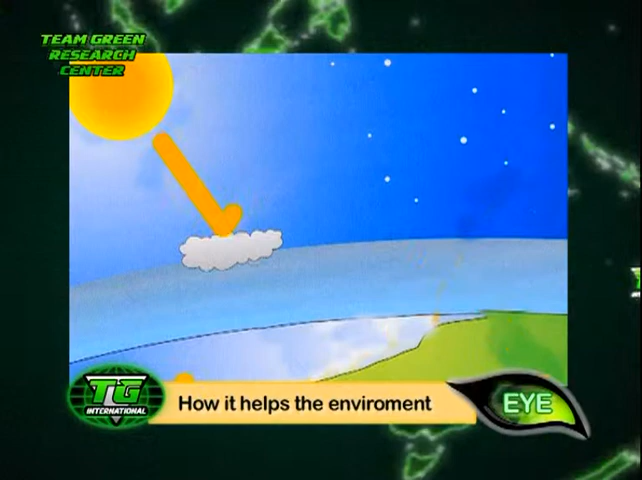 TEAM GREEN
RESEARCH
CENTER
TG
INTERNATIONAL
How it helps the enviroment
EYE